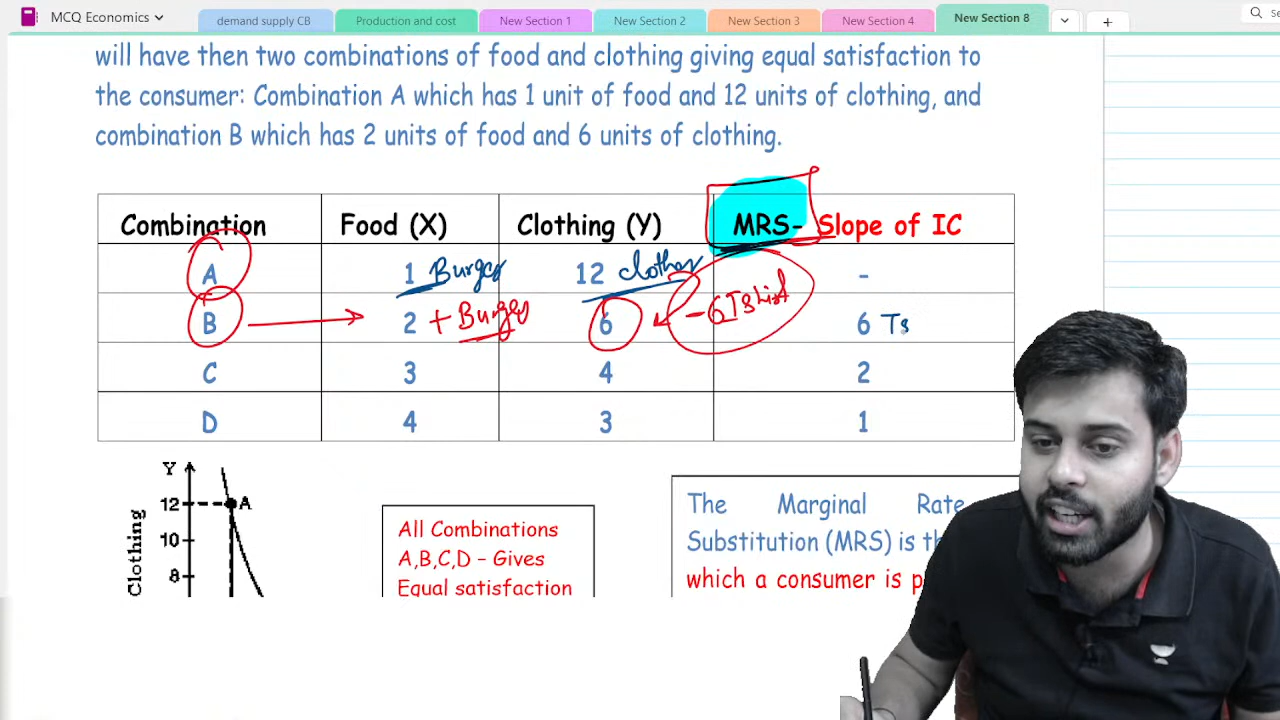 MCQ Economics
demand supply CB
Production and cost
New Section 1
New Section 2
New Section 3
New Section 4
New Section 8
+
will have then two combinations of food and clothing giving equal satisfaction to
the consumer: Combination A which has 1 unit of food and 12 units of clothing, and
combination B which has 2 units of food and 6 units of clothing.
Combination Food (X) Clothing (Y) MRS- Slope of IC
A 1 Burger 12 -
B 2 + Burger 6 -6 6 Ts
C 3 4 2
D 4 3 1
Y
12 A
10
8
Clothing
All Combinations
A,B,C,D – Gives
Equal satisfaction
The Marginal Rate
Substitution (MRS) is
which a consumer is